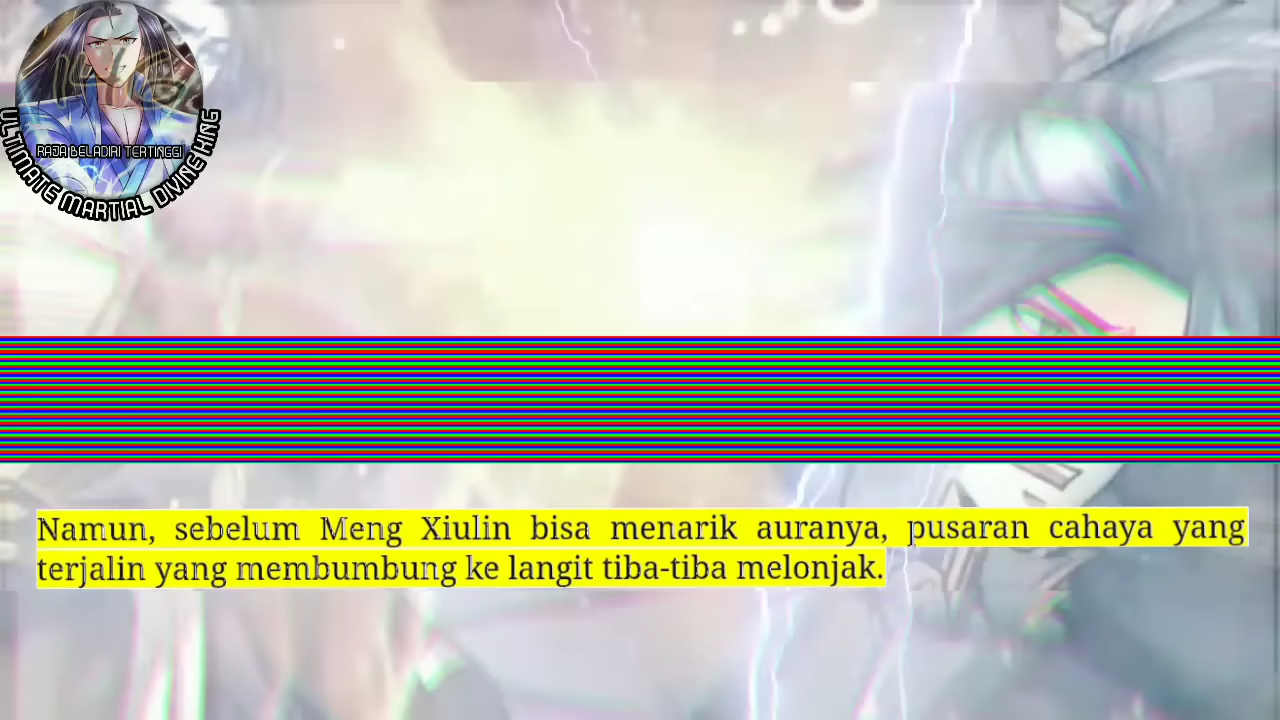 RAJA BELADIRI TERTINGGI
ULTIMATE MARTIAL DIVINE KING
Namun, sebelum Meng Xiulin bisa menarik auranya, pusaran cahaya yang
terjalin yang membumbung ke langit tiba-tiba melonjak.